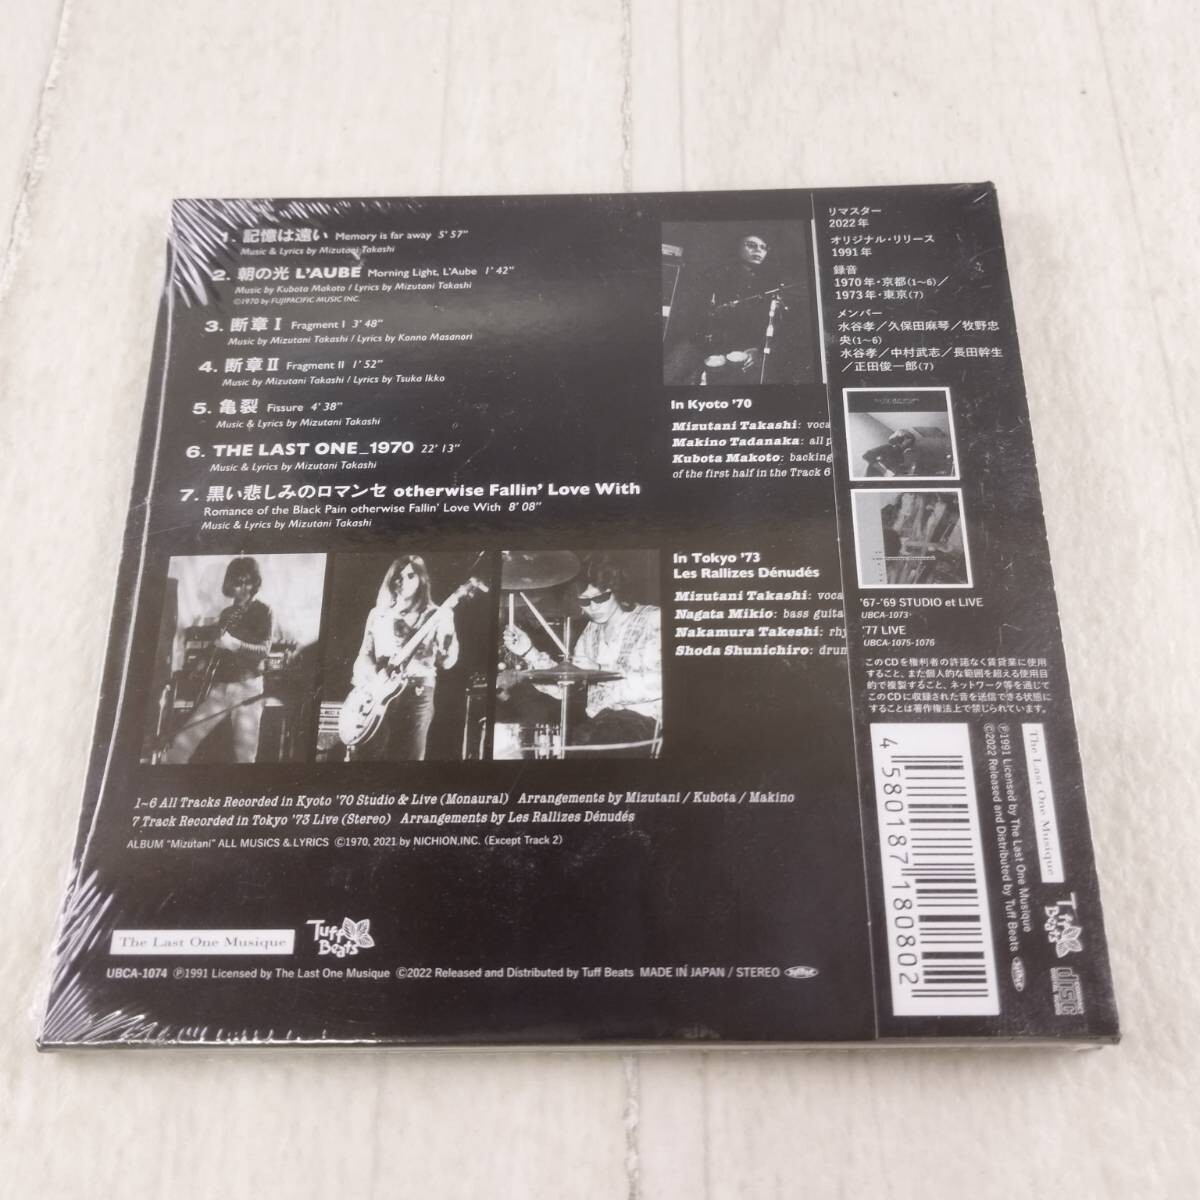 1. 記憶は遠い Memory is far away 5' 57"
Music & Lyrics by Mizutani Takashi
2. 朝の光 L'AUBE Morning Light, L'Aube 1' 42"
Music by Kubota Makoto / Lyrics by Mizutani Takashi
©1970 by FUJIPACIFIC MUSIC INC.
3. 断章 I Fragment I 3' 48"
Music by Mizutani Takashi / Lyrics by Konno Masanori
4. 断章 II Fragment II 1' 52"
Music by Mizutani Takashi / Lyrics by Tsuka Ikko
5. 亀裂 Fissure 4' 38"
Music & Lyrics by Mizutani Takashi
6. THE LAST ONE_1970 22' 13"
Music & Lyrics by Mizutani Takashi
7. 黒い悲しみのロマンセ otherwise Fallin' Love With
Romance of the Black Pain otherwise Fallin' Love With 8' 08"
Music & Lyrics by Mizutani Takashi
In Kyoto '70
Mizutani Takashi: voca
Makino Tadanaka: all p
Kubota Makoto: backing
of the first half in the Track 6
In Tokyo '73
Les Rallizes Dénudés
Mizutani Takashi: voca
Nagata Mikio: bass guita
Nakamura Takeshi: rhy
Shoda Shunichiro: drum
1~6 All Tracks Recorded in Kyoto '70 Studio & Live (Monaural) Arrangements by Mizutani / Kubota / Makino
7 Track Recorded in Tokyo '73 Live (Stereo) Arrangements by Les Rallizes Dénudés
ALBUM "Mizutani" ALL MUSICS & LYRICS ©1970, 2021 by NICHION,INC. (Except Track 2)
The Last One Musique
Tuff Beats
UBCA-1074 ℗1991 Licensed by The Last One Musique ©2022 Released and Distributed by Tuff Beats MADE IN JAPAN / STEREO
リマスター
2022年
オリジナル・リリース
1991年
録音
1970年・京都(1~6)／
1973年・東京(7)
メンバー
水谷孝／久保田麻琴／牧野忠
央(1~6)
水谷孝／中村武志／長田幹生
／正田俊一郎(7)
'67-'69 STUDIO et LIVE
UBCA-1073
'77 LIVE
UBCA-1075-1076
このCDを権利者の許諾なく賃貸業に使用
すること、また個人的な範囲を超える使用目
的で複製すること、ネットワーク等を通じて
このCDに収録された音を送信できる状態に
することは著作権法上で禁じられています。
4 580187 180802
The Last One Musique
℗1991 Licensed by The Last One Musique
©2022 Released and Distributed by Tuff Beats
Tuff Beats
COMPACT disc DIGITAL AUDIO